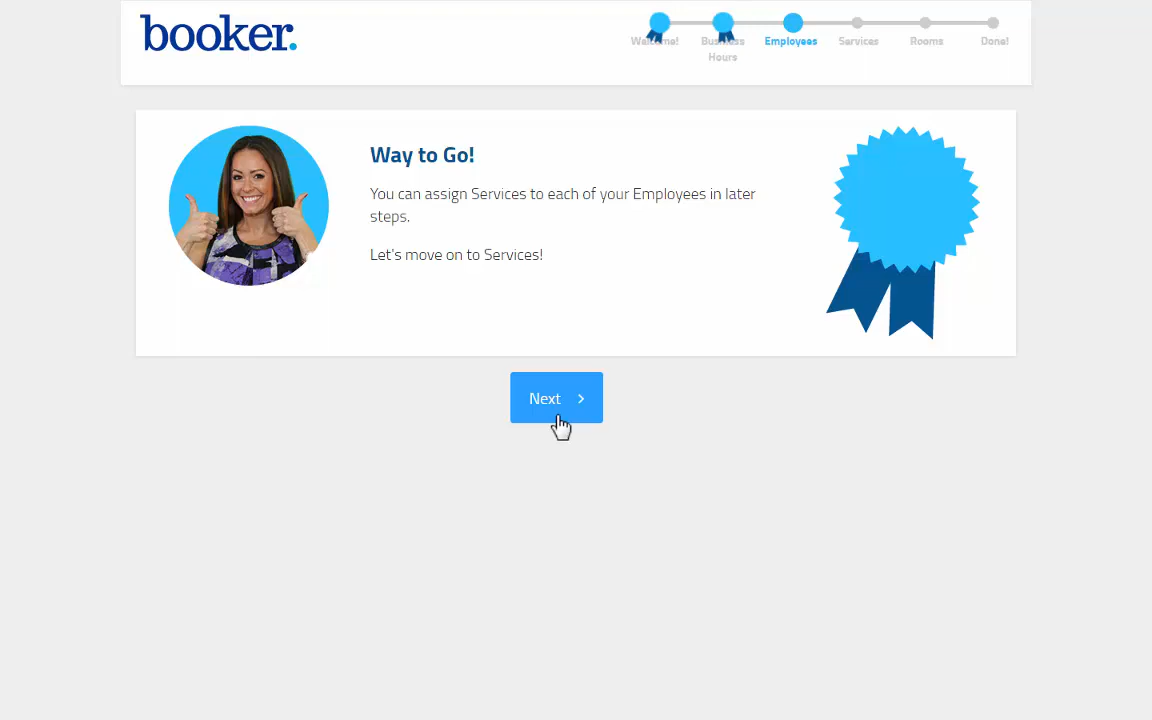 booker.
Welcome!
Business
Hours
Employees
Services
Rooms
Done!
Way to Go!
You can assign Services to each of your Employees in later
steps.
Let's move on to Services!
Next